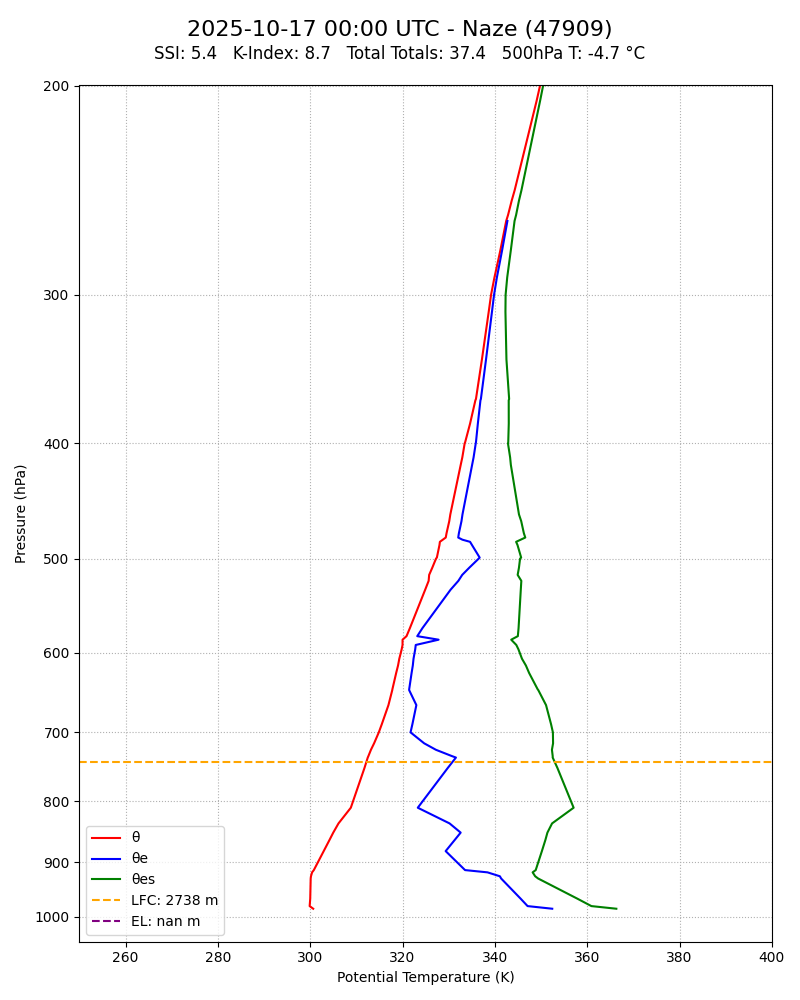 2025-10-17 00:00 UTC - Naze (47909)
SSI: 5.4   K-Index: 8.7   Total Totals: 37.4   500hPa T: -4.7 °C
200
300
400
500
600
700
800
900
1000
Pressure (hPa)
θ
θe
θes
LFC: 2738 m
EL: nan m
260 280 300 320 340 360 380 400
Potential Temperature (K)